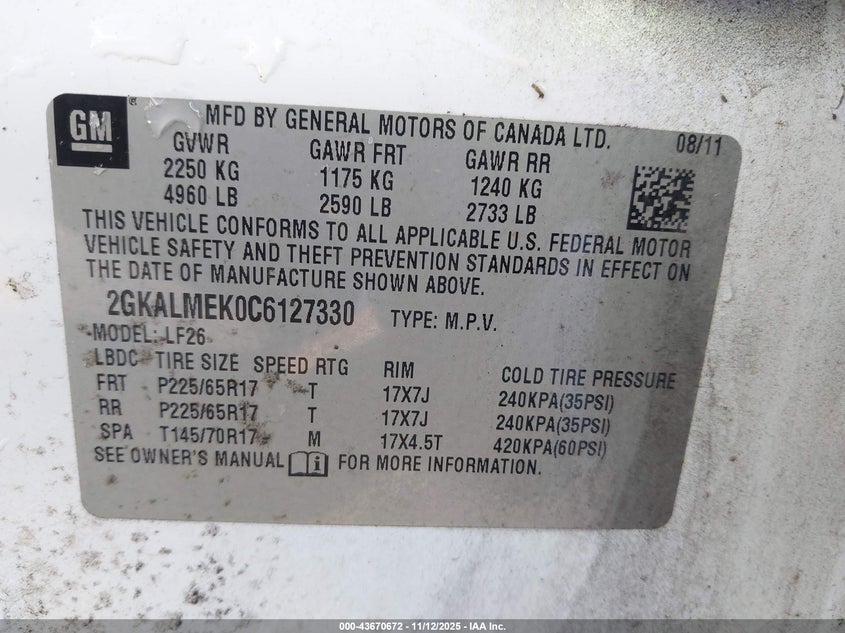 GM ® MFD BY GENERAL MOTORS OF CANADA LTD. 08/11
GVWR GAWR FRT GAWR RR
2250 KG 1175 KG 1240 KG
4960 LB 2590 LB 2733 LB
THIS VEHICLE CONFORMS TO ALL APPLICABLE U.S. FEDERAL MOTOR
VEHICLE SAFETY AND THEFT PREVENTION STANDARDS IN EFFECT ON
THE DATE OF MANUFACTURE SHOWN ABOVE.
2GKALMEK0C6127330 TYPE: M.P.V.
MODEL: LF26
LBDC TIRE SIZE SPEED RTG RIM COLD TIRE PRESSURE
FRT P225/65R17 T 17X7J 240KPA(35PSI)
RR P225/65R17 T 17X7J 240KPA(35PSI)
SPA T145/70R17 M 17X4.5T 420KPA(60PSI)
SEE OWNER'S MANUAL i FOR MORE INFORMATION.
000-43670672 - 11/12/2025 - IAA Inc.